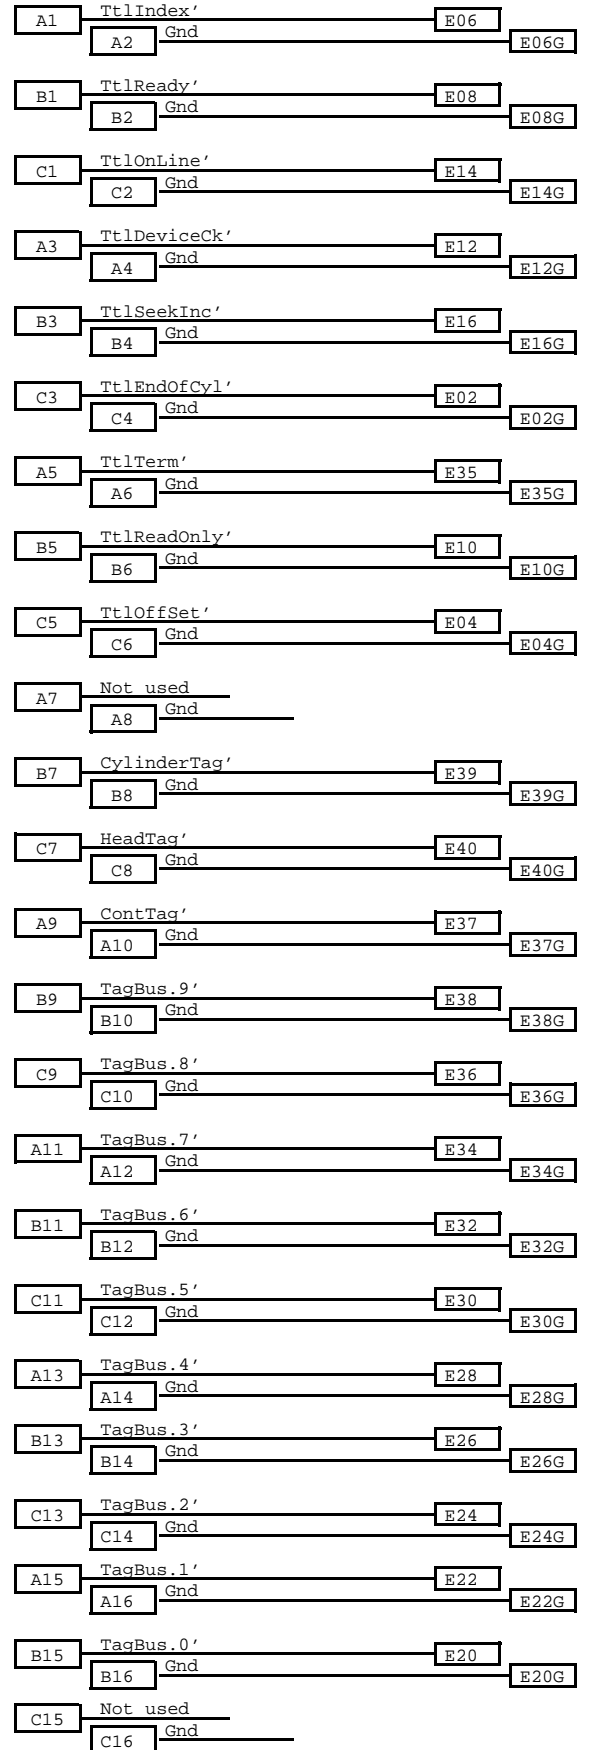 A1 TtlIndex’ E06
A2 Gnd E06G
B1 TtlReady’ E08
B2 Gnd E08G
C1 TtlOnLine’ E14
C2 Gnd E14G
A3 TtlDeviceCk’ E12
A4 Gnd E12G
B3 TtlSeekInc’ E16
B4 Gnd E16G
C3 TtlEndOfCyl’ E02
C4 Gnd E02G
A5 TtlTerm’ E35
A6 Gnd E35G
B5 TtlReadOnly’ E10
B6 Gnd E10G
C5 TtlOffSet’ E04
C6 Gnd E04G
A7 Not used
A8 Gnd
B7 CylinderTag’ E39
B8 Gnd E39G
C7 HeadTag’ E40
C8 Gnd E40G
A9 ContTag’ E37
A10 Gnd E37G
B9 TagBus.9’ E38
B10 Gnd E38G
C9 TagBus.8’ E36
C10 Gnd E36G
A11 TagBus.7’ E34
A12 Gnd E34G
B11 TagBus.6’ E32
B12 Gnd E32G
C11 TagBus.5’ E30
C12 Gnd E30G
A13 TagBus.4’ E28
A14 Gnd E28G
B13 TagBus.3’ E26
B14 Gnd E26G
C13 TagBus.2’ E24
C14 Gnd E24G
A15 TagBus.1’ E22
A16 Gnd E22G
B15 TagBus.0’ E20
B16 Gnd E20G
C15 Not used
C16 Gnd